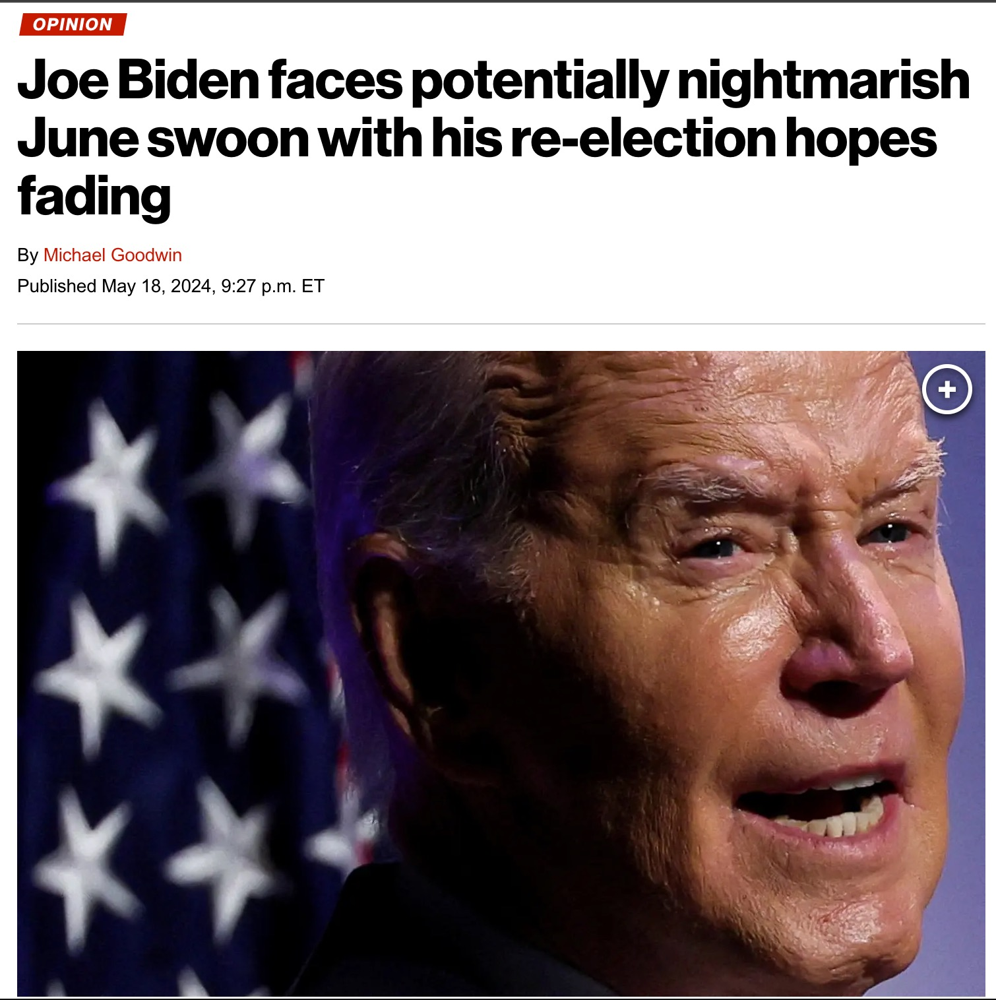 OPINION
Joe Biden faces potentially nightmarish
June swoon with his re-election hopes
fading
By Michael Goodwin
Published May 18, 2024, 9:27 p.m. ET